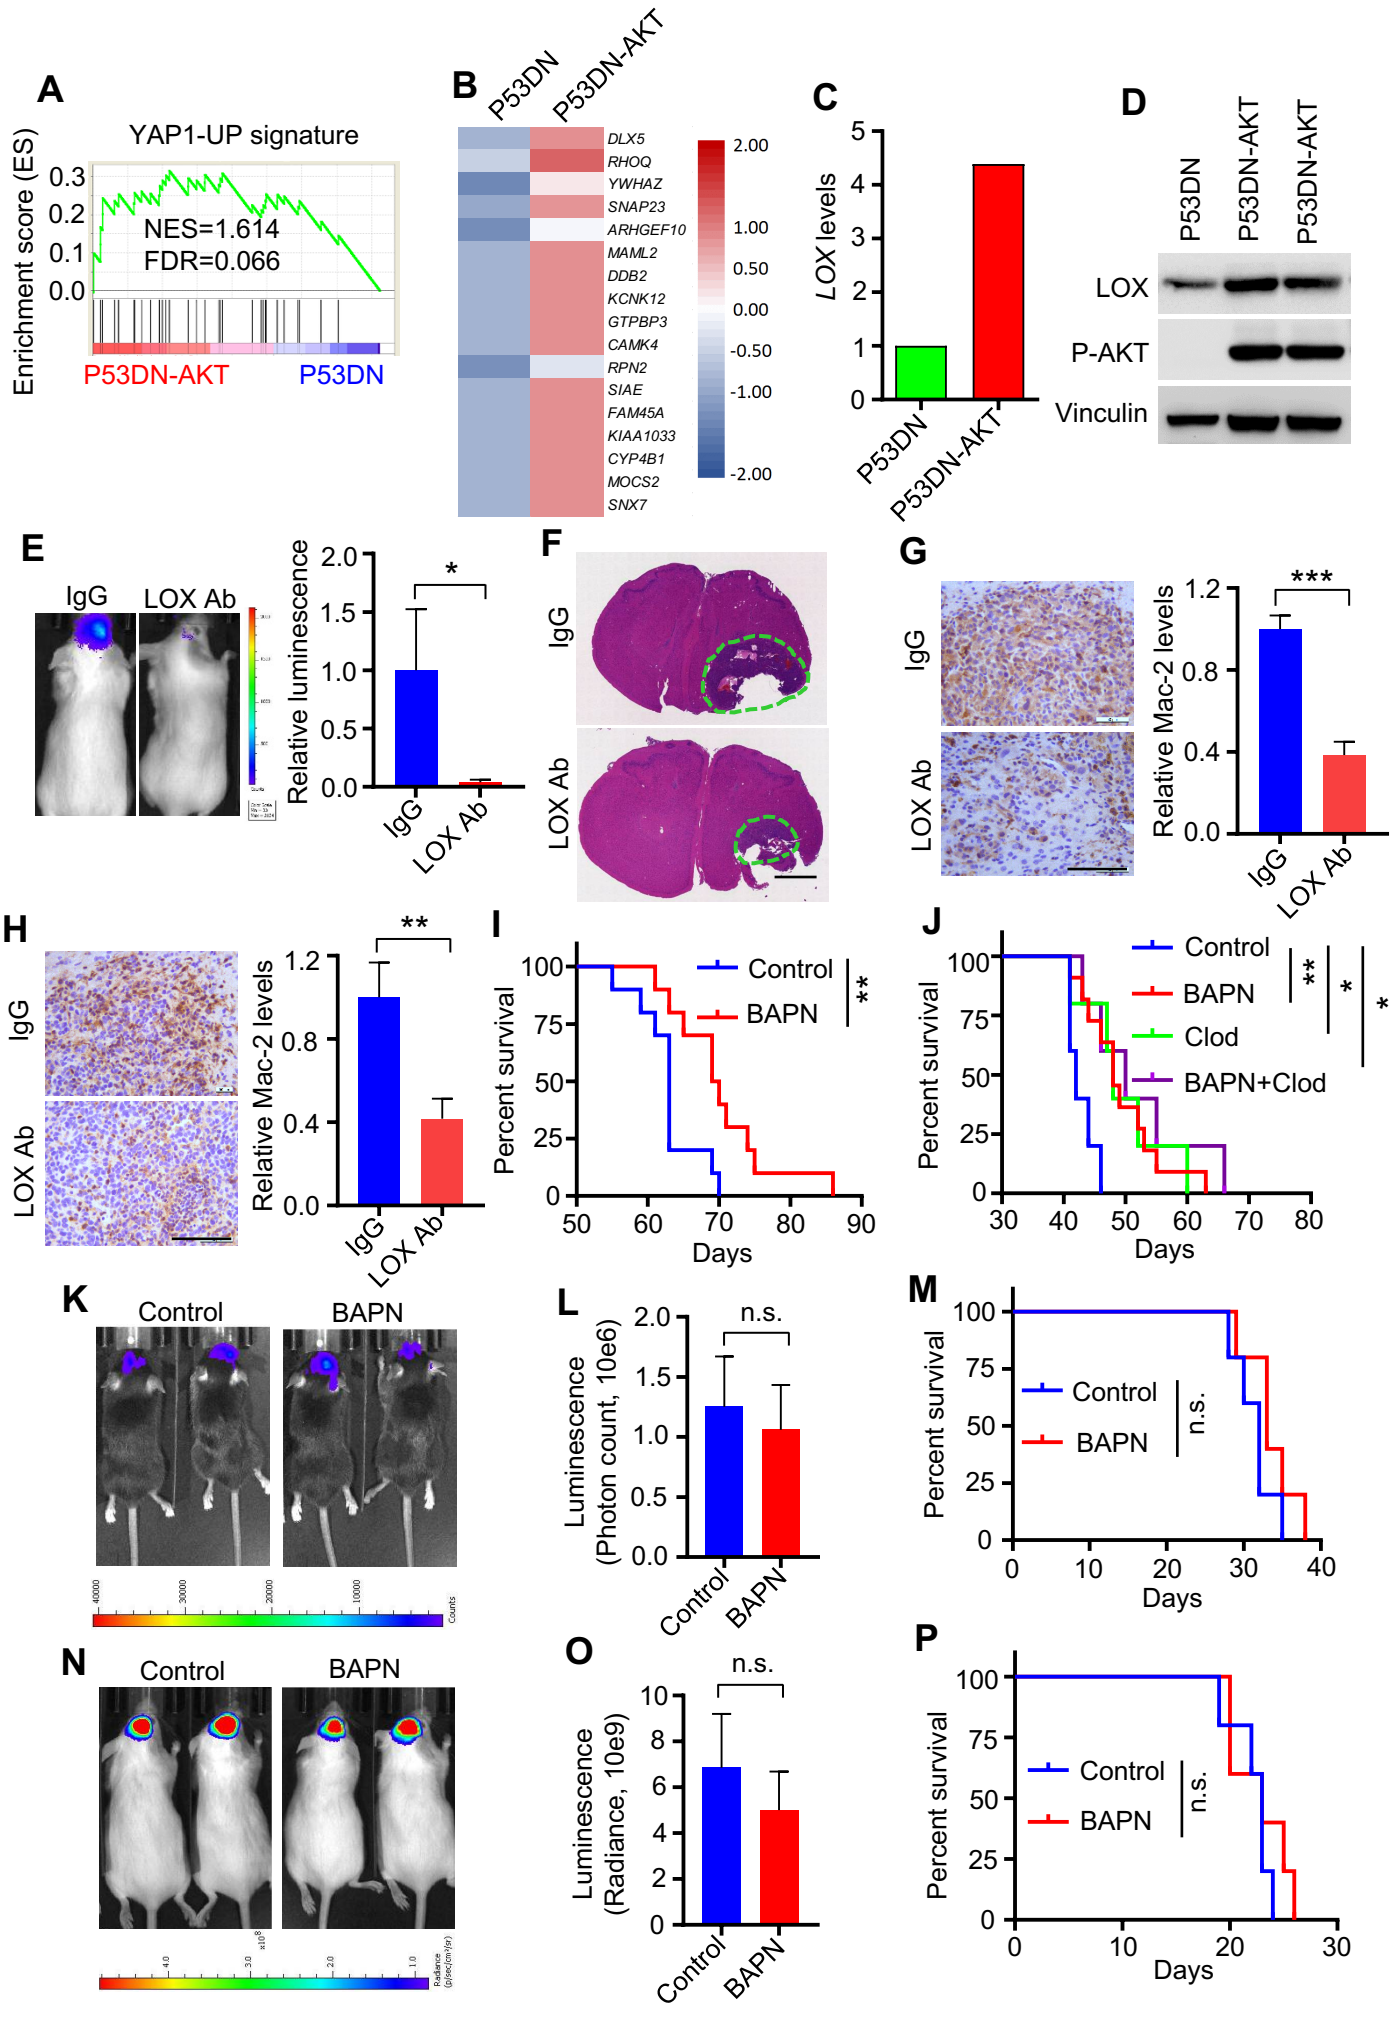 A
YAP1-UP signature
Enrichment score (ES)
0.3
0.2
0.1
0.0
NES=1.614
FDR=0.066
P53DN-AKT
P53DN
B
P53DN
P53DN-AKT
DLX5
RHOQ
YWHAZ
SNAP23
ARHGEF10
MAML2
DDB2
KCNK12
GTPBP3
CAMK4
RPN2
SIAE
FAM45A
KIAA1033
CYP4B1
MOCS2
SNX7
2.00
1.00
0.50
0.00
-0.50
-1.00
-2.00
C
LOX levels
5
4
3
2
1
0
P53DN
P53DN-AKT
D
P53DN
P53DN-AKT
P53DN-AKT
LOX
P-AKT
Vinculin
E
IgG
LOX Ab
Relative luminescence
2.0
1.5
1.0
0.5
0.0
*
IgG
LOX Ab
F
IgG
LOX Ab
G
IgG
LOX Ab
Relative Mac-2 levels
1.2
0.8
0.4
0.0
***
IgG
LOX Ab
H
IgG
LOX Ab
Relative Mac-2 levels
1.2
0.8
0.4
0.0
**
IgG
LOX Ab
I
Percent survival
100
75
50
25
0
50 60 70 80 90
Days
Control
BAPN
**
J
Percent survival
100
75
50
25
0
30 40 50 60 70 80
Days
Control
BAPN
Clod
BAPN+Clod
**
*
*
K
Control
BAPN
40000
30000
20000
10000
Counts
L
Luminescence
(Photon count, 10e6)
2.0
1.5
1.0
0.5
0.0
n.s.
Control
BAPN
M
Percent survival
100
75
50
25
0
0 10 20 30 40
Days
Control
BAPN
n.s.
N
Control
BAPN
4.0
3.0
2.0
1.0
x10⁸
Radiance
(p/sec/cm²/sr)
O
Luminescence
(Radiance, 10e9)
10
8
6
4
2
0
n.s.
Control
BAPN
P
Percent survival
100
75
50
25
0
0 10 20 30
Days
Control
BAPN
n.s.